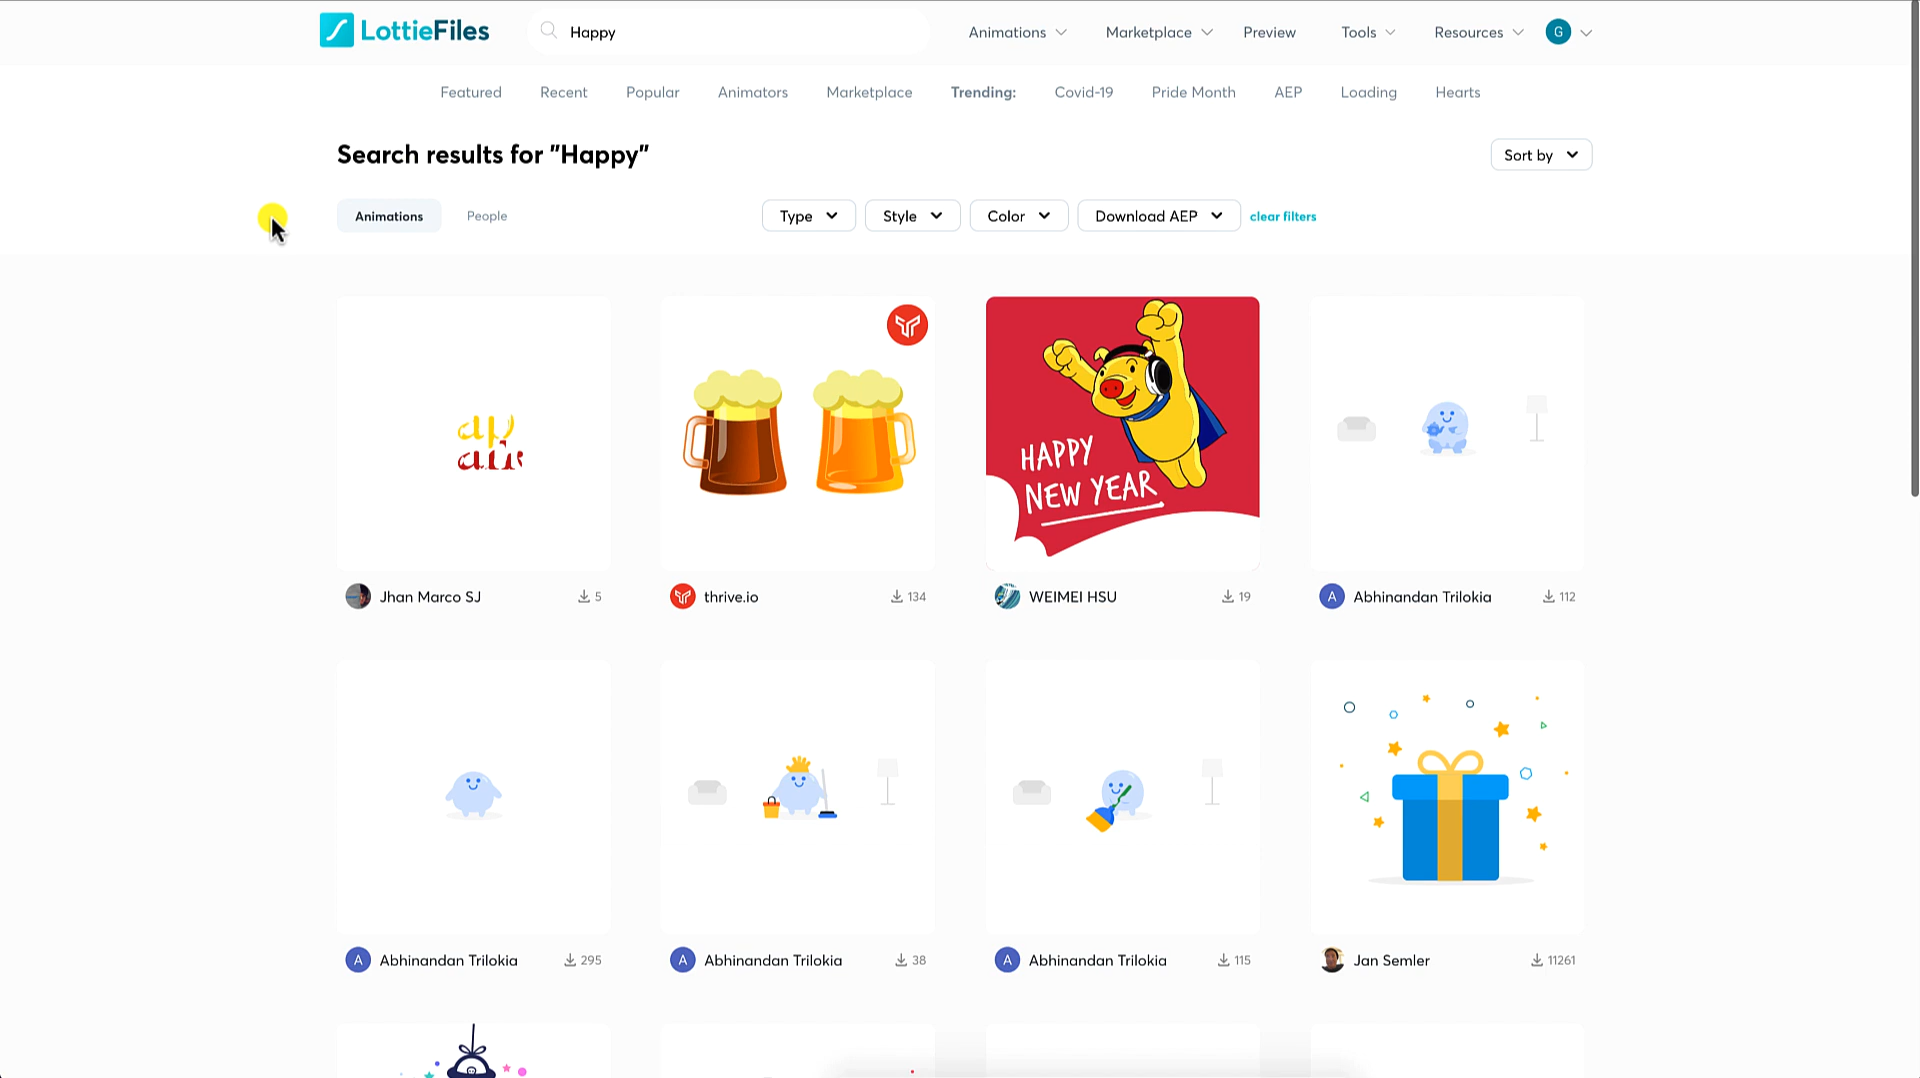 LottieFiles
Happy
Animations
Marketplace
Preview
Tools
Resources
G
Featured
Recent
Popular
Animators
Marketplace
Trending:
Covid-19
Pride Month
AEP
Loading
Hearts
Search results for "Happy"
Sort by
Animations
People
Type
Style
Color
Download AEP
clear filters
HAPPY
NEW YEAR
Jhan Marco SJ
5
thrive.io
134
WEIMEI HSU
19
A
Abhinandan Trilokia
112
A
Abhinandan Trilokia
295
A
Abhinandan Trilokia
38
A
Abhinandan Trilokia
115
Jan Semler
11261